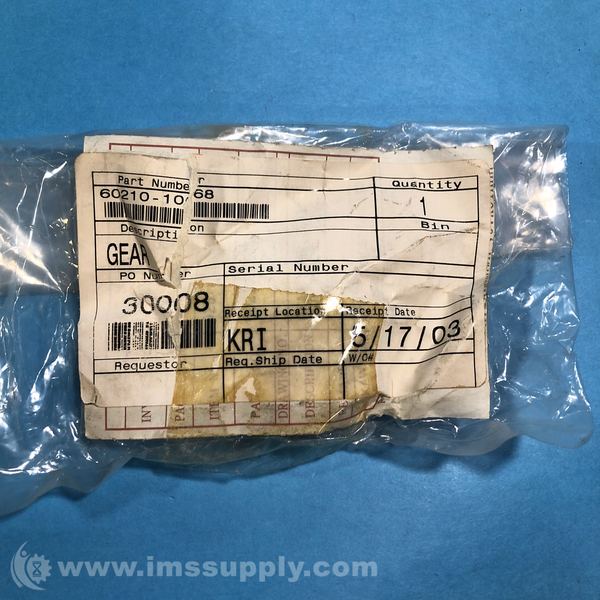 Part Number
Quantity
60210-10 68
1
Description
Bin
GEAR
PO Number
Serial Number
30008
Receipt Location
Receipt Date
KRI
5/17/03
Requestor
Req.Ship Date
W/O#
www.imssupply.com